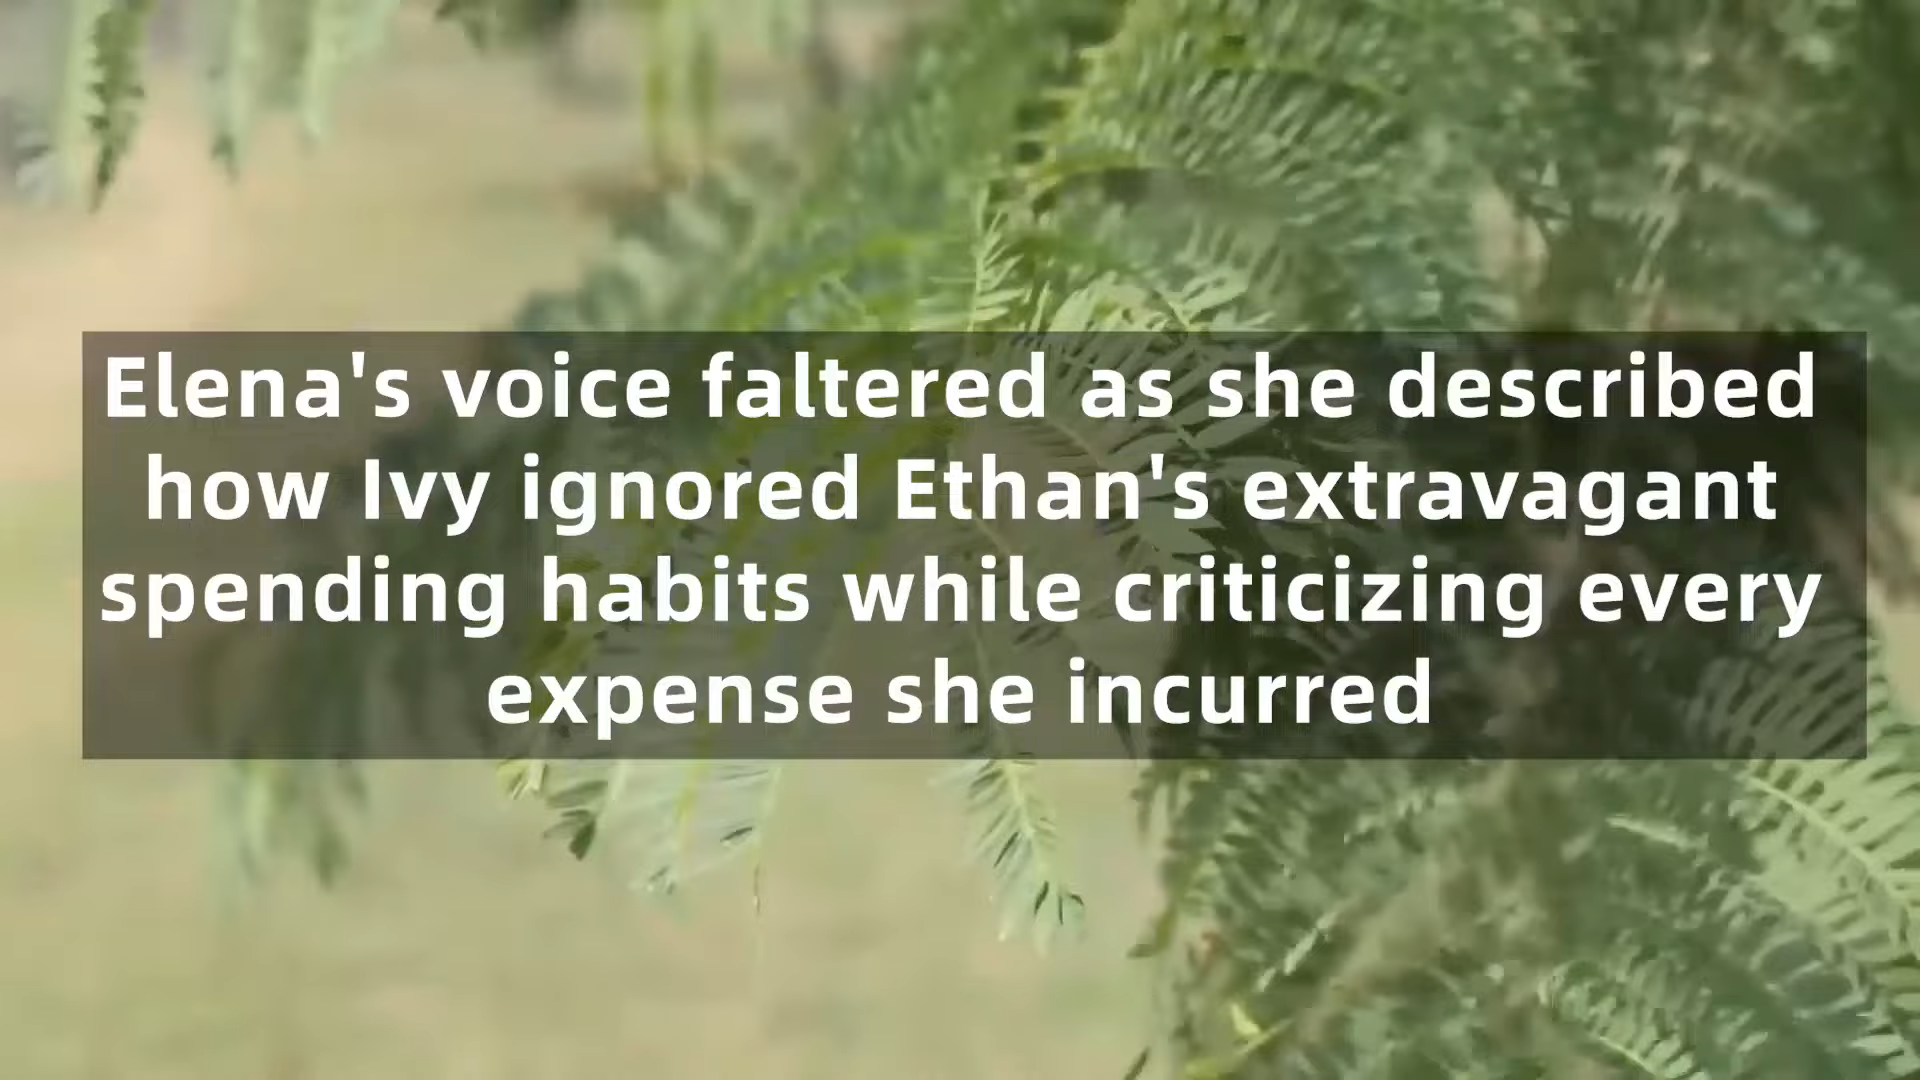 Elena's voice faltered as she described
how Ivy ignored Ethan's extravagant
spending habits while criticizing every
expense she incurred